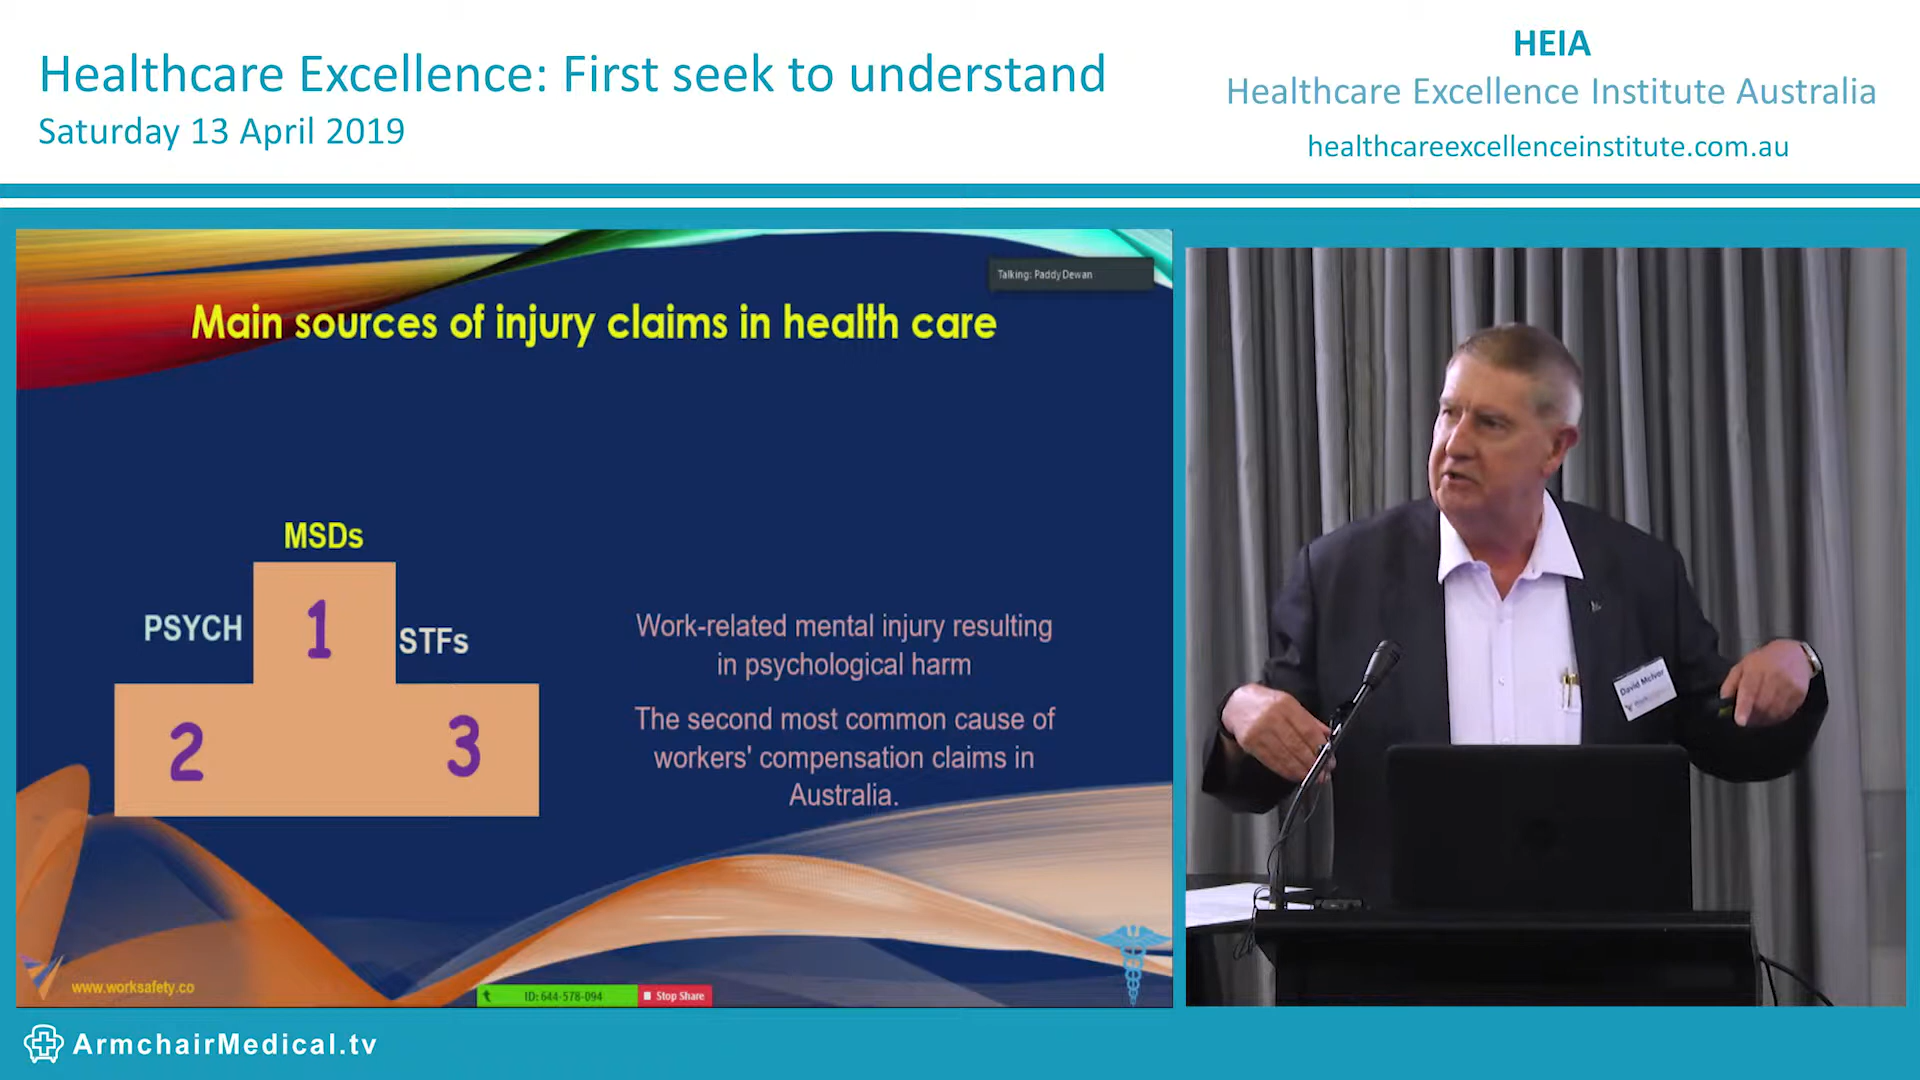 Healthcare Excellence: First seek to understand
Saturday 13 April 2019
HEIA
Healthcare Excellence Institute Australia
healthcareexcellenceinstitute.com.au
Talking: Paddy Dewan
Main sources of injury claims in health care
MSDs
PSYCH
1
STFs
2
3
Work-related mental injury resulting
in psychological harm
The second most common cause of
workers' compensation claims in
Australia.
David McIvor
www.worksafety.co
ID: 644-578-094
Stop Share
ArmchairMedical.tv